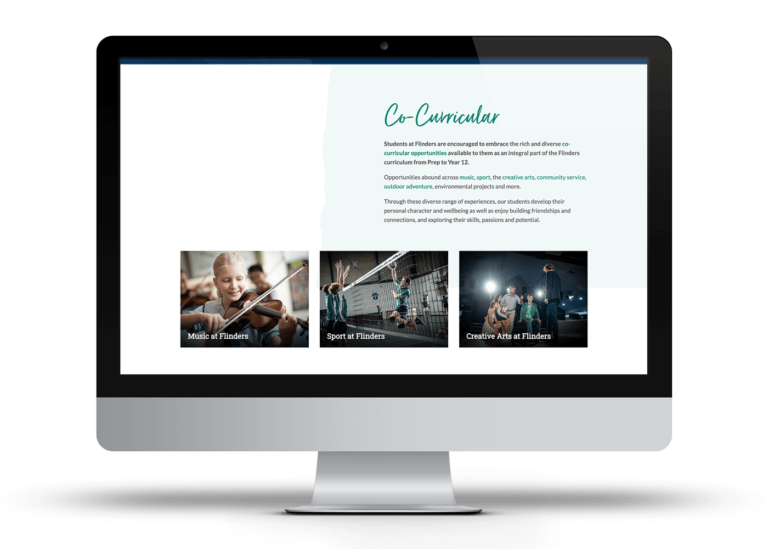 Co-Curricular
Students at Flinders are encouraged to embrace the rich and diverse co-
curricular opportunities available to them as an integral part of the Flinders
curriculum from Prep to Year 12.
Opportunities abound across music, sport, the creative arts, community service,
outdoor adventure, environmental projects and more.
Through these diverse range of experiences, our students develop their
personal character and wellbeing as well as enjoy building friendships and
connections, and exploring their skills, passions and potential.
Music at Flinders
Sport at Flinders
Creative Arts at Flinders